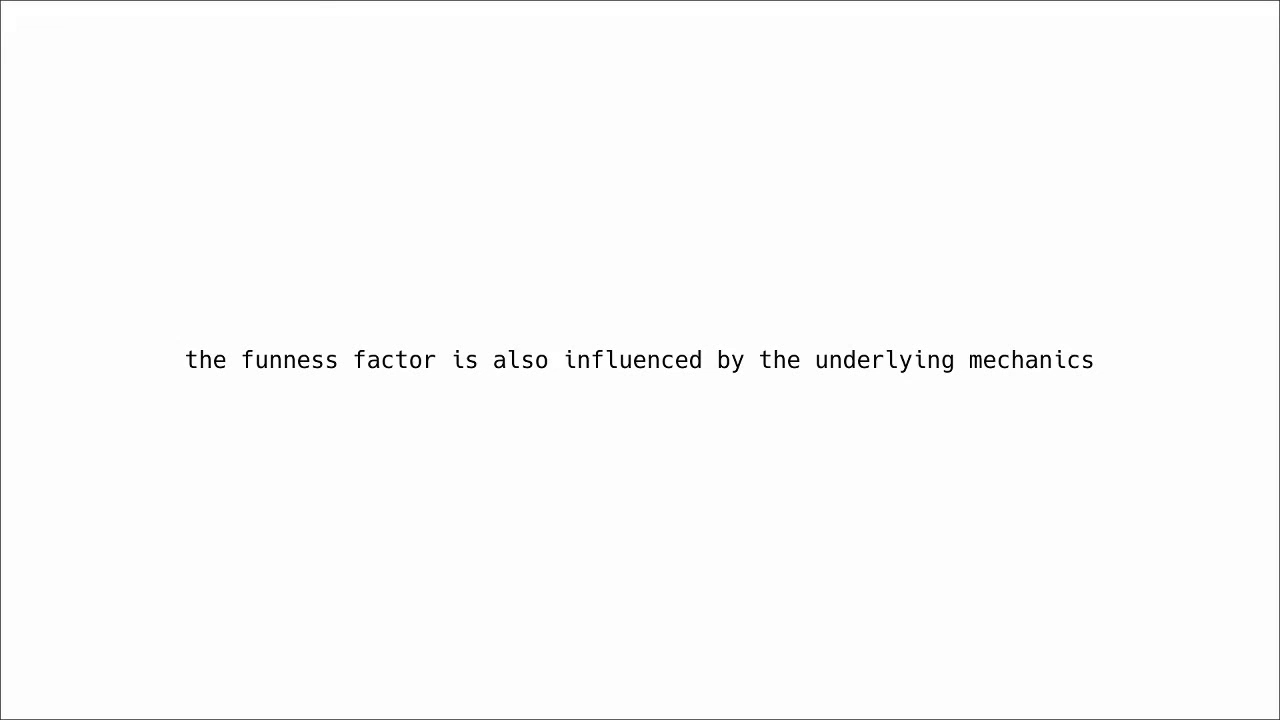 the funness factor is also influenced by the underlying mechanics